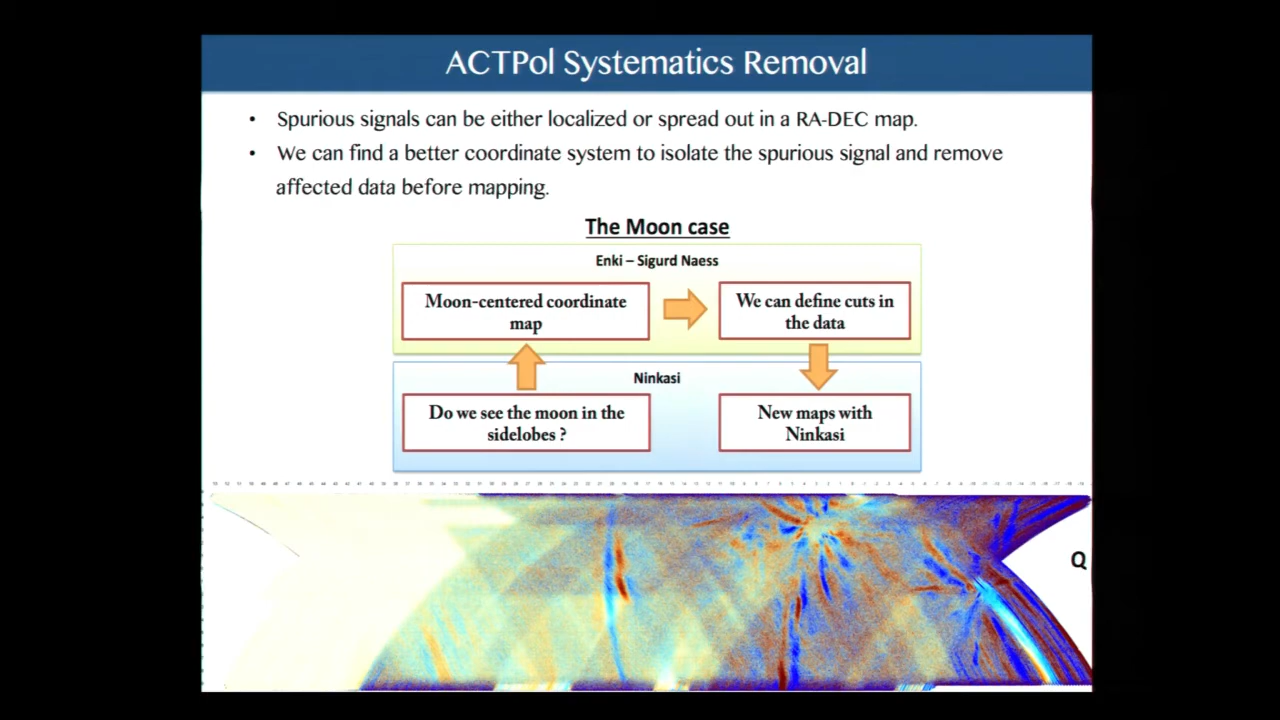 ACTPol Systematics Removal
• Spurious signals can be either localized or spread out in a RA-DEC map.
• We can find a better coordinate system to isolate the spurious signal and remove
affected data before mapping.
The Moon case
Enki – Sigurd Naess
Moon-centered coordinate
map
We can define cuts in
the data
Ninkasi
Do we see the moon in the
sidelobes ?
New maps with
Ninkasi
Q